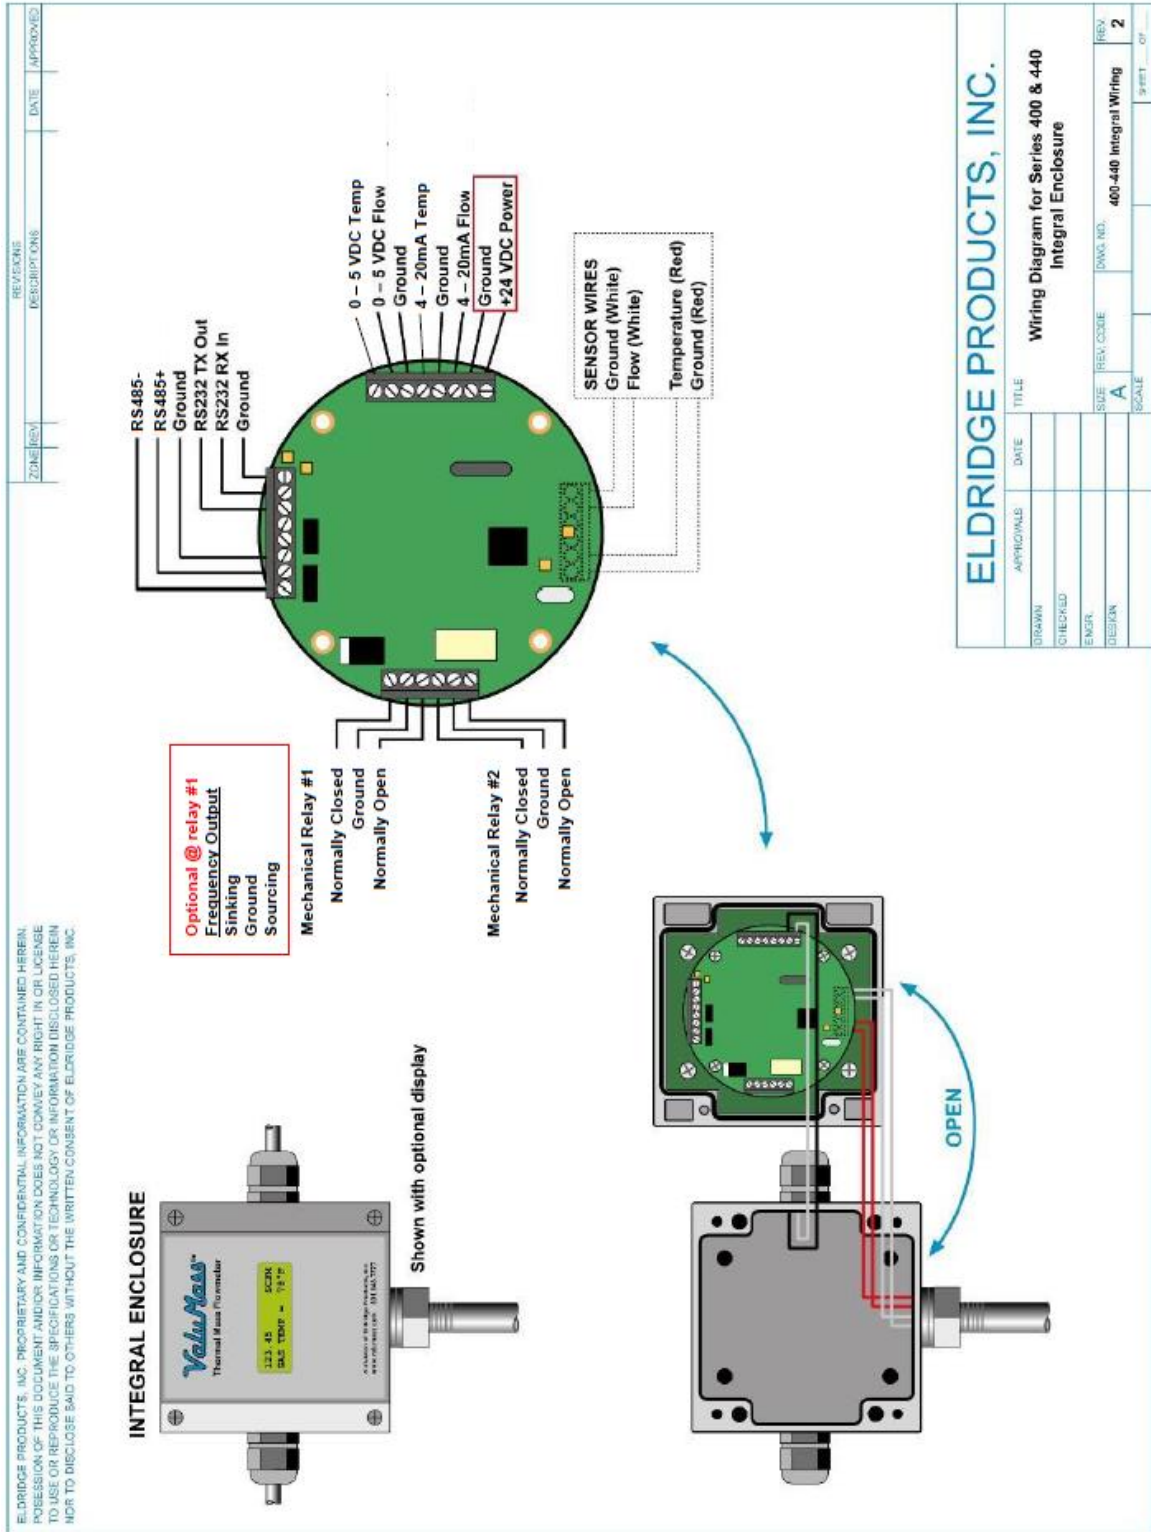 ELDRIDGE PRODUCTS, INC. PROPRIETARY AND CONFIDENTIAL INFORMATION ARE CONTAINED HEREIN.
POSESSION OF THIS DOCUMENT AND/OR INFORMATION DOES NOT CONVEY ANY RIGHT IN OR LICENSE
TO USE OR REPRODUCE THE SPECIFICATIONS OR TECHNOLOGY OR INFORMATION DISCLOSED HEREIN
NOR TO DISCLOSE SAID TO OTHERS WITHOUT THE WRITTEN CONSENT OF ELDRIDGE PRODUCTS, INC.
REVISIONS
ZONE REV DESCRIPTIONS DATE APPROVED
INTEGRAL ENCLOSURE
ValuMass™
Thermal Mass Flowmeter
123.45 SCFM
GAS TEMP = 78°F
Shown with optional display
Optional @ relay #1
Frequency Output
Sinking
Ground
Sourcing
Mechanical Relay #1
Normally Closed
Ground
Normally Open
Mechanical Relay #2
Normally Closed
Ground
Normally Open
RS485-
RS485+
Ground
RS232 TX Out
RS232 RX In
Ground
0 – 5 VDC Temp
0 – 5 VDC Flow
Ground
4 – 20mA Temp
Ground
4 – 20mA Flow
Ground
+24 VDC Power
SENSOR WIRES
Ground (White)
Flow (White)
Temperature (Red)
Ground (Red)
OPEN
ELDRIDGE PRODUCTS, INC.
APPROVALS DATE
DRAWN
CHECKED
ENGR.
DESIGN
TITLE
Wiring Diagram for Series 400 & 440
Integral Enclosure
SIZE A
REV. CODE
DWG. NO. 400-440 Integral Wiring
REV. 2
SCALE
SHEET OF